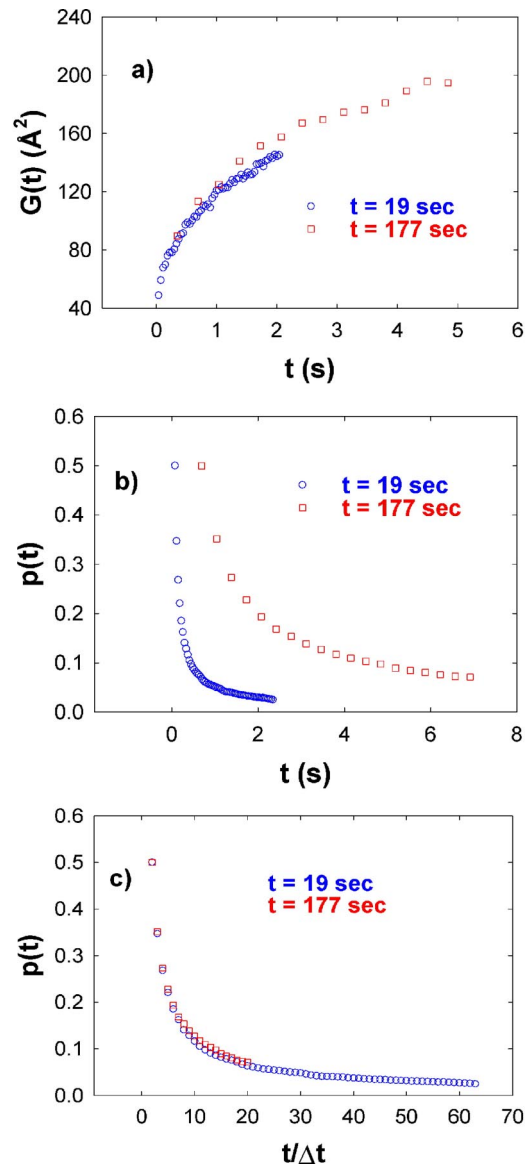 240
200
160
120
80
40
G(t) (Å²)
a)
t = 19 sec
t = 177 sec
0 1 2 3 4 5 6
t (s)
0.6
0.5
0.4
0.3
0.2
0.1
0.0
p(t)
b)
t = 19 sec
t = 177 sec
0 2 4 6 8
t (s)
0.6
0.5
0.4
0.3
0.2
0.1
0.0
p(t)
c)
t = 19 sec
t = 177 sec
0 10 20 30 40 50 60 70
t/Δt